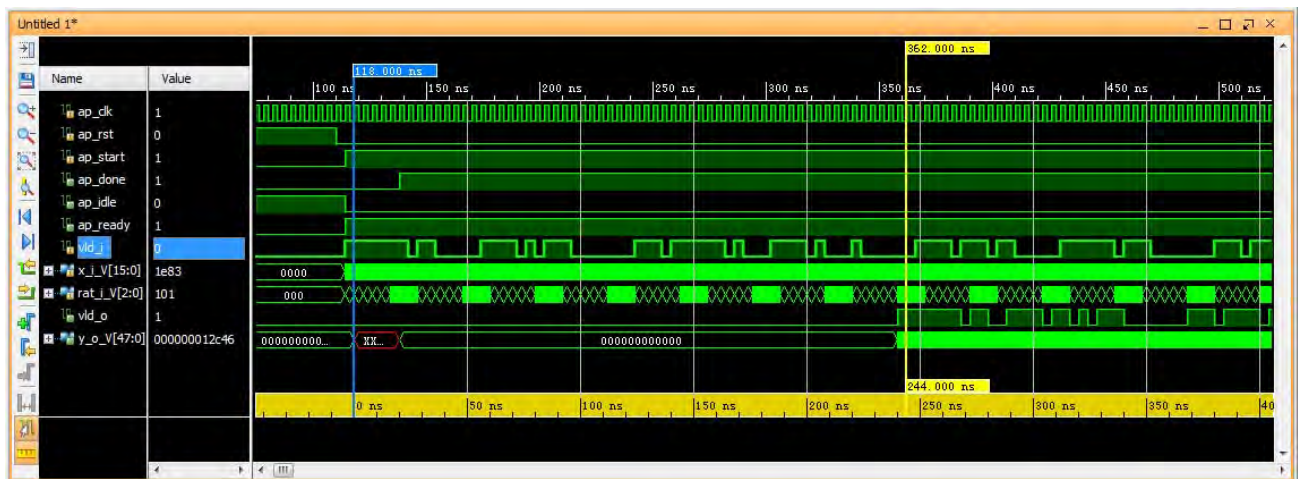 Untitled 1*
362.000 ns
118.000 ns
Name Value
100 ns 150 ns 200 ns 250 ns 300 ns 350 ns 400 ns 450 ns 500 ns
ap_clk 1
ap_rst 0
ap_start 1
ap_done 1
ap_idle 0
ap_ready 1
vld_i 0
x_i_V[15:0] 1e83 0000
rat_i_V[2:0] 101 000
vld_o 1
y_o_V[47:0] 000000012c46 000000000... XX... 000000000000
244.000 ns
0 ns 50 ns 100 ns 150 ns 200 ns 250 ns 300 ns 350 ns 40